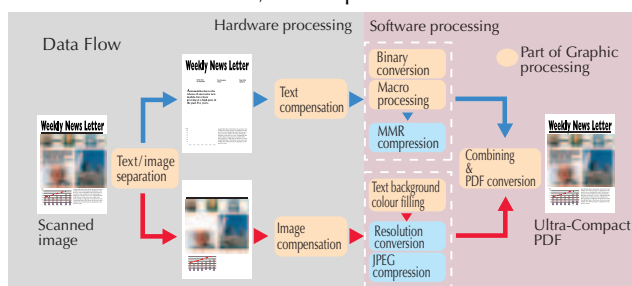 Hardware processing
Software processing
Data Flow
Weekly News Letter
Binary
conversion
Macro
processing
MMR
compression
Part of Graphic
processing
Text
compensation
Weekly News Letter
Text/image
separation
Scanned
image
Weekly News Letter
Combining
&
PDF conversion
Ultra-Compact
PDF
Image
compensation
Text background
colour filling
Resolution
conversion
JPEG
compression